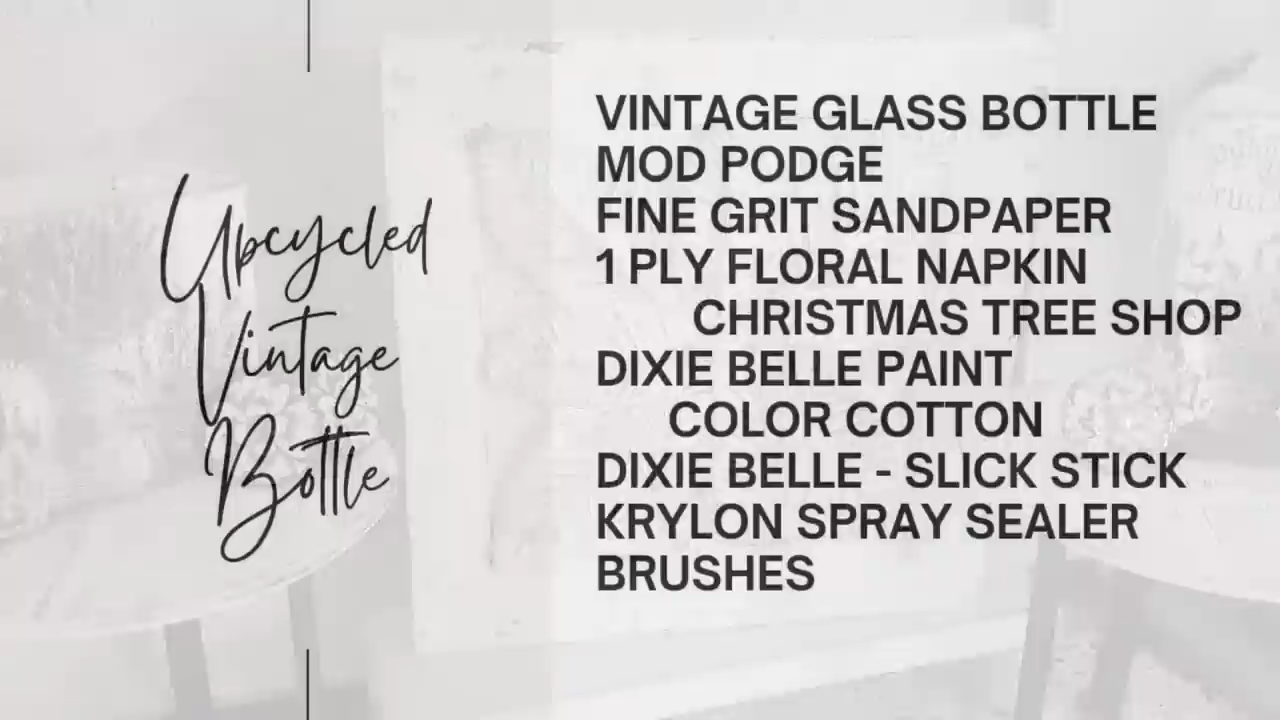 Upcycled
Vintage
Bottle
VINTAGE GLASS BOTTLE
MOD PODGE
FINE GRIT SANDPAPER
1 PLY FLORAL NAPKIN
CHRISTMAS TREE SHOP
DIXIE BELLE PAINT
COLOR COTTON
DIXIE BELLE - SLICK STICK
KRYLON SPRAY SEALER
BRUSHES